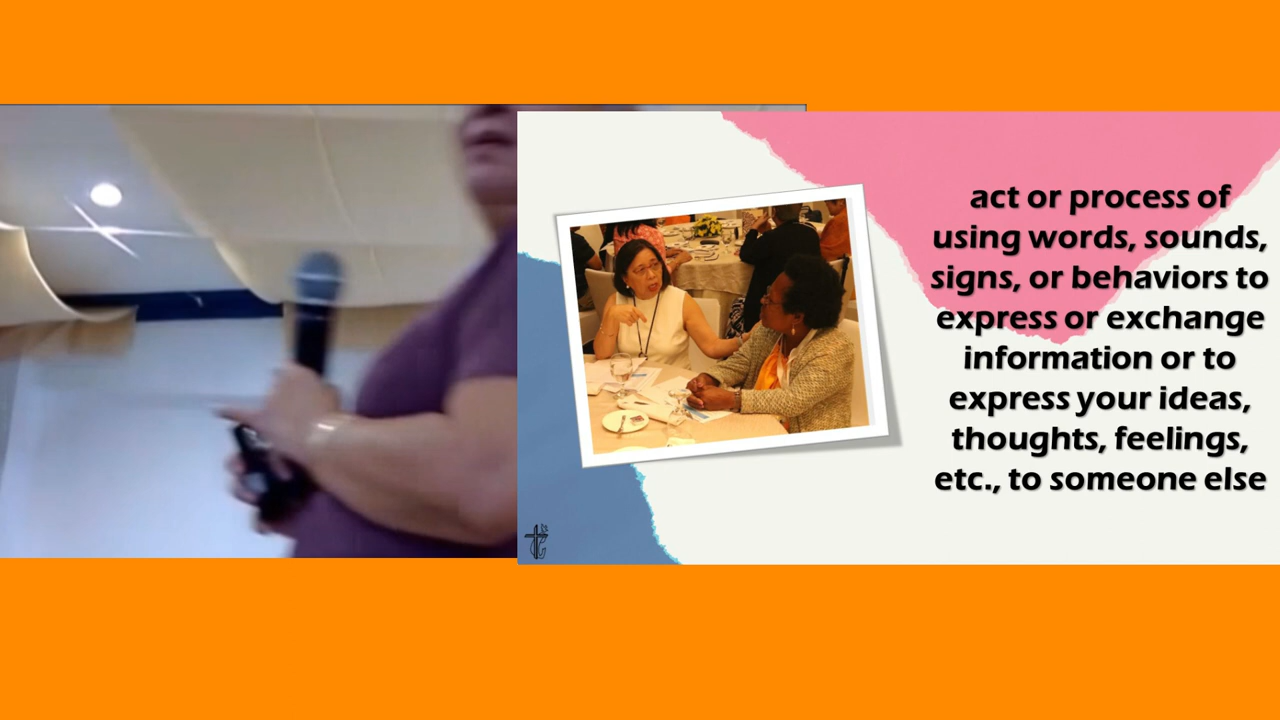 act or process of
using words, sounds,
signs, or behaviors to
express or exchange
information or to
express your ideas,
thoughts, feelings,
etc., to someone else